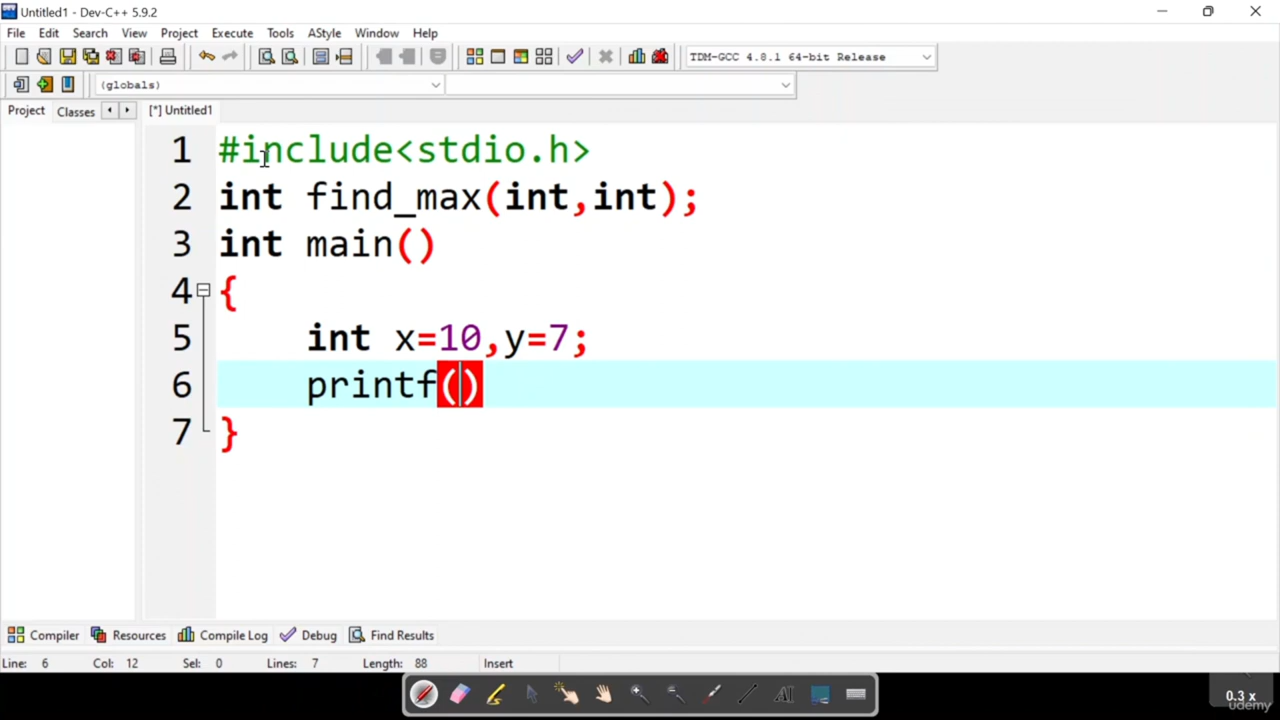 Untitled1 - Dev-C++ 5.9.2
File Edit Search View Project Execute Tools AStyle Window Help
TDM-GCC 4.8.1 64-bit Release
(globals)
Project Classes [*] Untitled1
1 #include<stdio.h>
2 int find_max(int,int);
3 int main()
4 {
5 int x=10,y=7;
6 printf()
7 }
Compiler Resources Compile Log Debug Find Results
Line: 6 Col: 12 Sel: 0 Lines: 7 Length: 88 Insert
AI
0.3 x
udemy